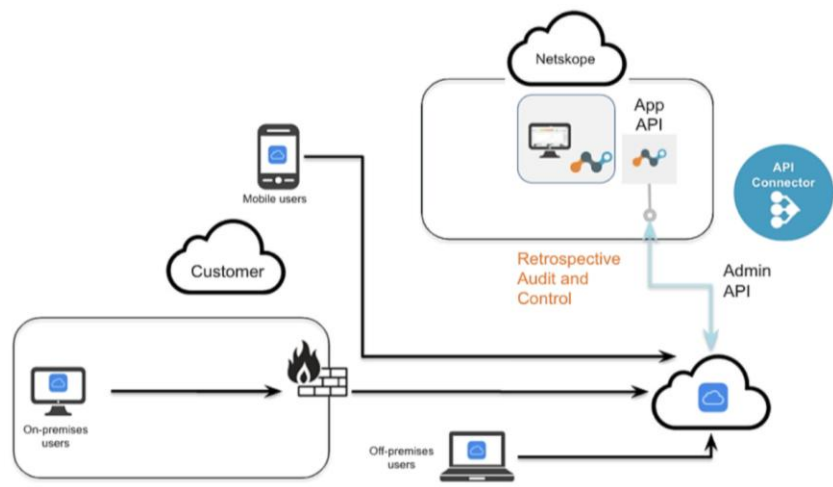 Netskope
App
API
API
Connector
Mobile users
Customer
Retrospective
Audit and
Control
Admin
API
On-premises
users
Off-premises
users